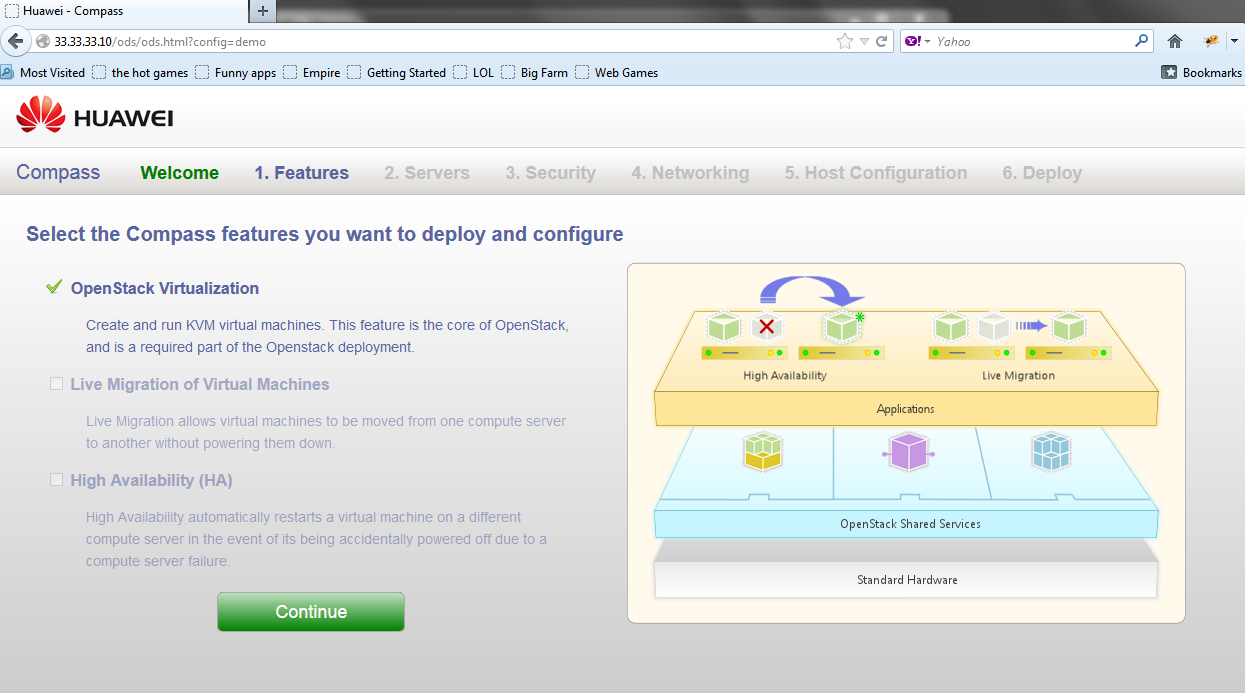 Huawei - Compass
33.33.33.10/ods/ods.html?config=demo
Yahoo
Most Visited the hot games Funny apps Empire Getting Started LOL Big Farm Web Games Bookmarks
HUAWEI
Compass Welcome 1. Features 2. Servers 3. Security 4. Networking 5. Host Configuration 6. Deploy
Select the Compass features you want to deploy and configure
OpenStack Virtualization
Create and run KVM virtual machines. This feature is the core of OpenStack,
and is a required part of the Openstack deployment.
Live Migration of Virtual Machines
Live Migration allows virtual machines to be moved from one compute server
to another without powering them down.
High Availability (HA)
High Availability automatically restarts a virtual machine on a different
compute server in the event of its being accidentally powered off due to a
compute server failure.
Continue
High Availability
Live Migration
Applications
OpenStack Shared Services
Standard Hardware